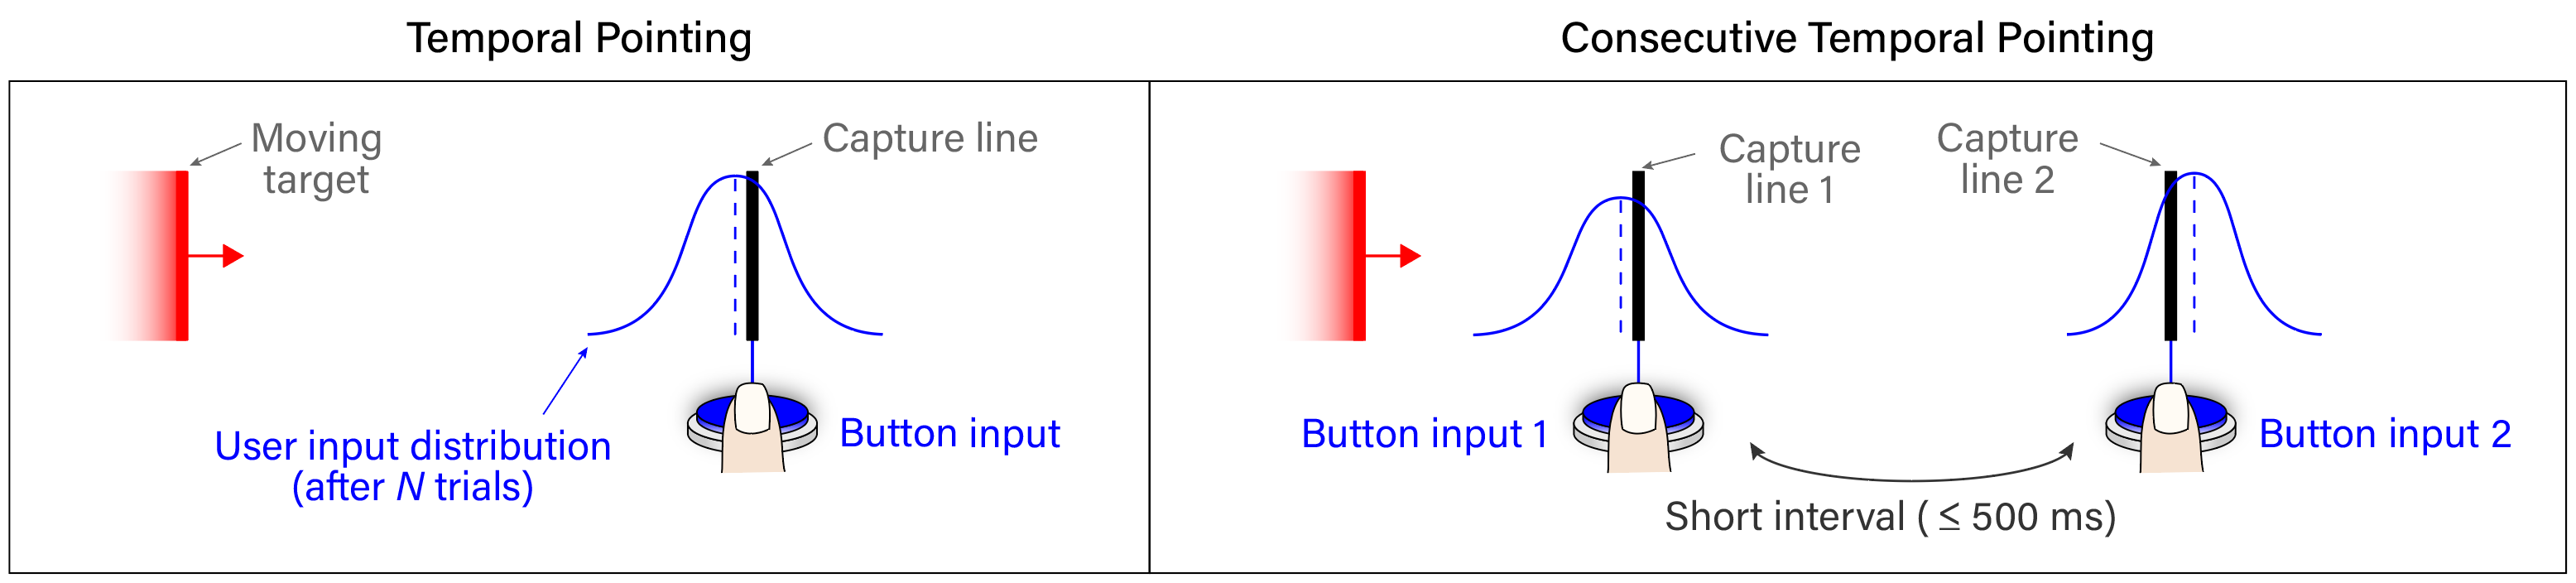 Temporal Pointing
Moving
target
Capture line
User input distribution
(after N trials)
Button input
Consecutive Temporal Pointing
Capture
line 1
Capture
line 2
Button input 1
Button input 2
Short interval ( ≤ 500 ms)